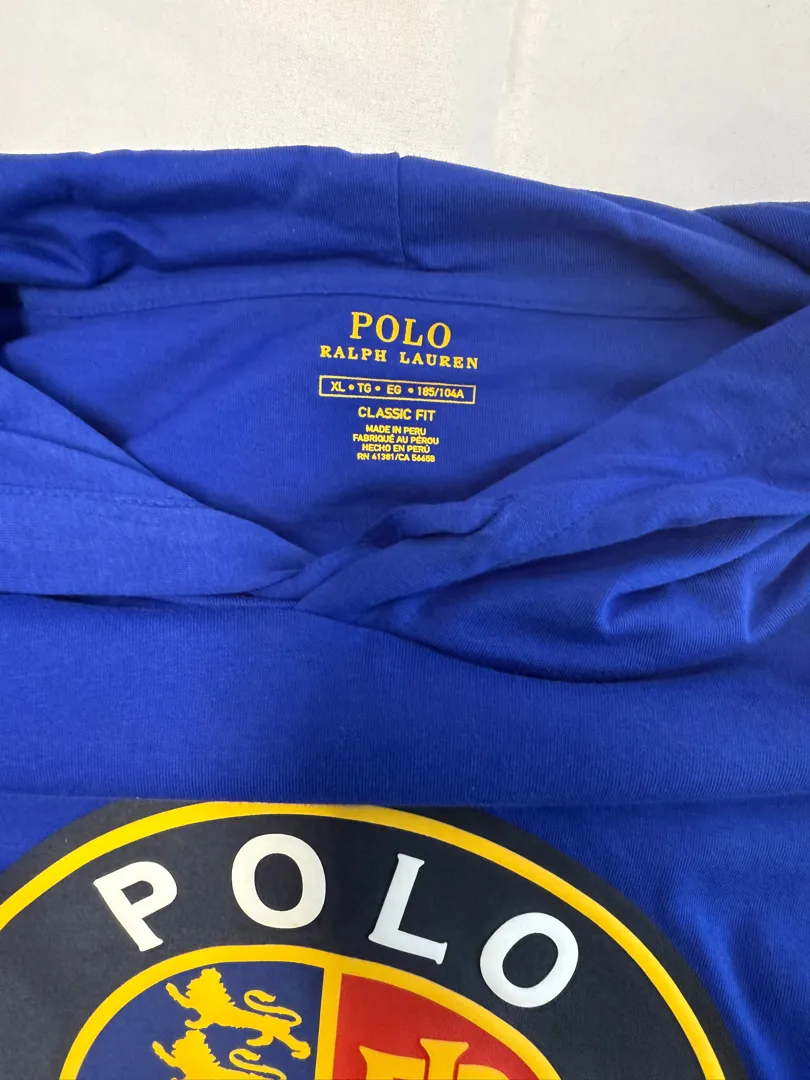 POLO
RALPH LAUREN
XL • TG • EG • 185/104A
CLASSIC FIT
MADE IN PERU
FABRIQUÉ AU PÉROU
HECHO EN PERÚ
RN 41381/CA 56658
POLO